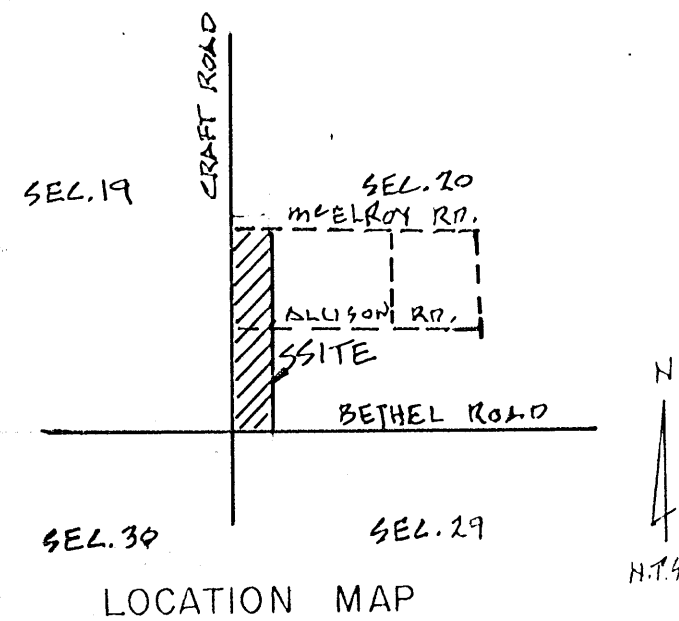 CRAFT ROAD
SEC.19
SEC.20
McELROY RD.
ALLISON RD.
SITE
BETHEL ROAD
N
SEC.30
SEC.29
N.T.S
LOCATION MAP